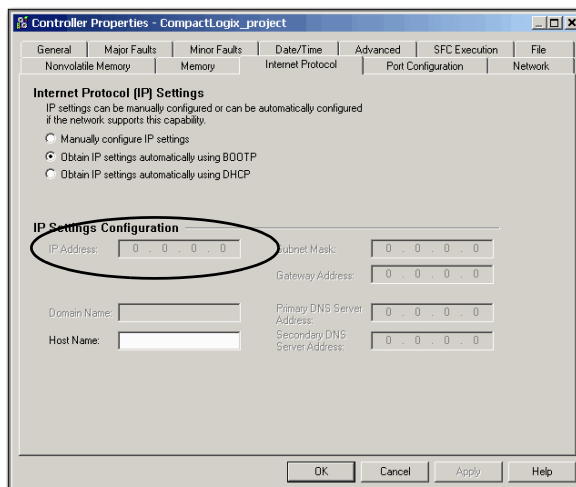 Controller Properties - CompactLogix_project
General Major Faults Minor Faults Date/Time Advanced SFC Execution File
Nonvolatile Memory Memory Internet Protocol Port Configuration Network
Internet Protocol (IP) Settings
IP settings can be manually configured or can be automatically configured
if the network supports this capability.
Manually configure IP settings
Obtain IP settings automatically using BOOTP
Obtain IP settings automatically using DHCP
IP Settings Configuration
IP Address: 0 . 0 . 0 . 0
Subnet Mask: 0 . 0 . 0 . 0
Gateway Address: 0 . 0 . 0 . 0
Domain Name:
Primary DNS Server
Address: 0 . 0 . 0 . 0
Host Name:
Secondary DNS
Server Address: 0 . 0 . 0 . 0
OK Cancel Apply Help